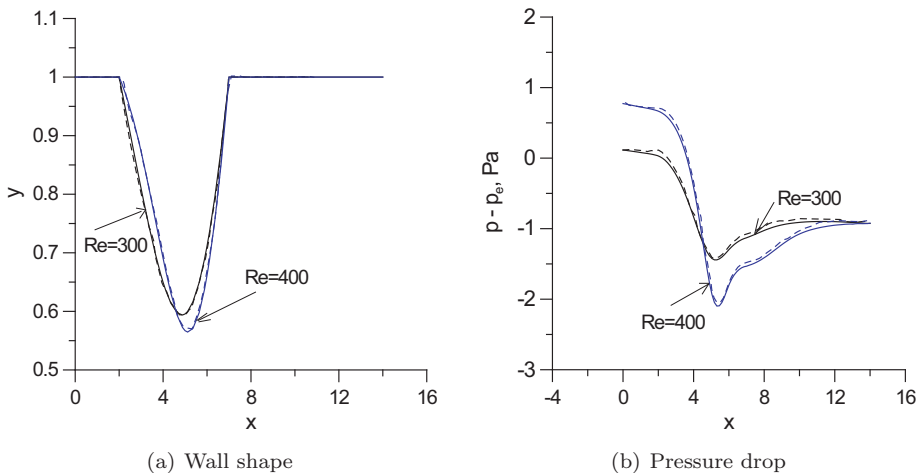 1.1
1
0.9
0.8
0.7
0.6
0.5
y
Re=300
Re=400
0
4
8
12
16
x
(a) Wall shape
2
1
0
-1
-2
-3
p - pe, Pa
Re=300
Re=400
-4
0
4
8
12
16
x
(b) Pressure drop